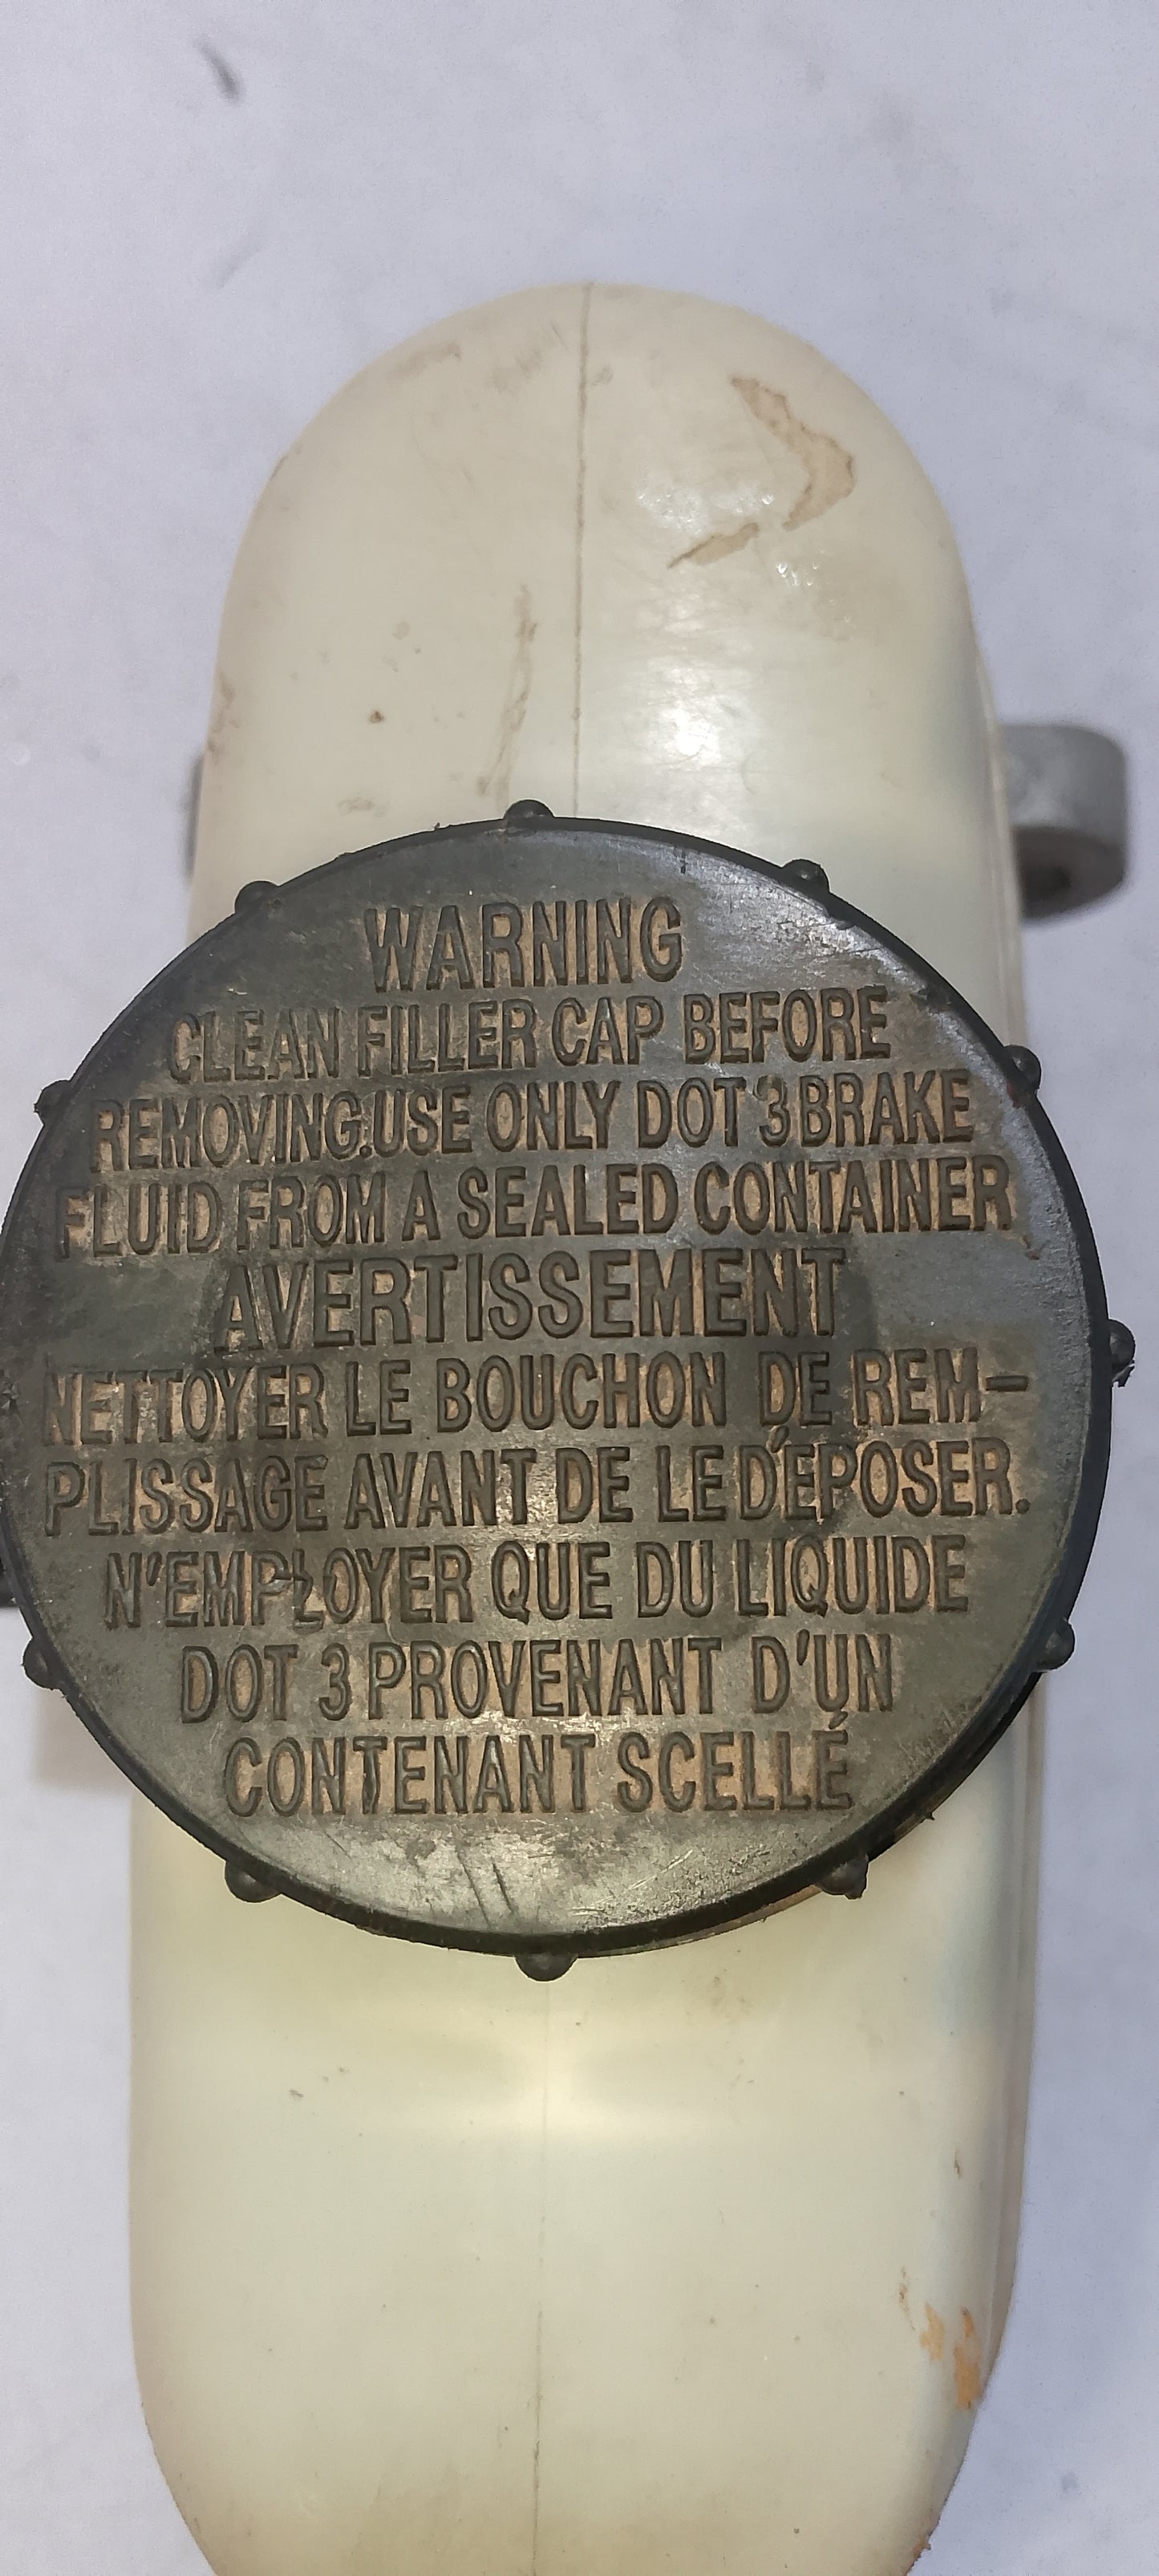 WARNING
CLEAN FILLER CAP BEFORE
REMOVING.USE ONLY DOT 3 BRAKE
FLUID FROM A SEALED CONTAINER
AVERTISSEMENT
NETTOYER LE BOUCHON DE REM-
PLISSAGE AVANT DE LE DÉPOSER.
N'EMPLOYER QUE DU LIQUIDE
DOT 3 PROVENANT D'UN
CONTENANT SCELLÉ